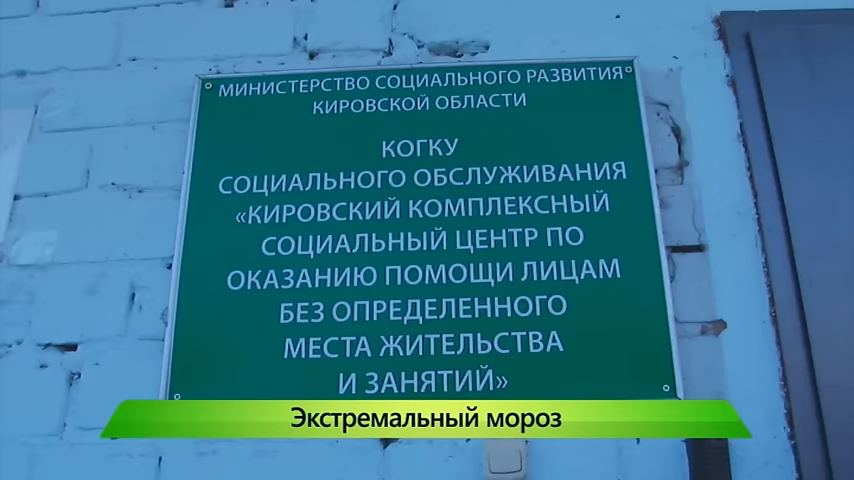 МИНИСТЕРСТВО СОЦИАЛЬНОГО РАЗВИТИЯ
КИРОВСКОЙ ОБЛАСТИ
КОГКУ
СОЦИАЛЬНОГО ОБСЛУЖИВАНИЯ
«КИРОВСКИЙ КОМПЛЕКСНЫЙ
СОЦИАЛЬНЫЙ ЦЕНТР ПО
ОКАЗАНИЮ ПОМОЩИ ЛИЦАМ
БЕЗ ОПРЕДЕЛЕННОГО
МЕСТА ЖИТЕЛЬСТВА
И ЗАНЯТИЙ»
Экстремальный мороз